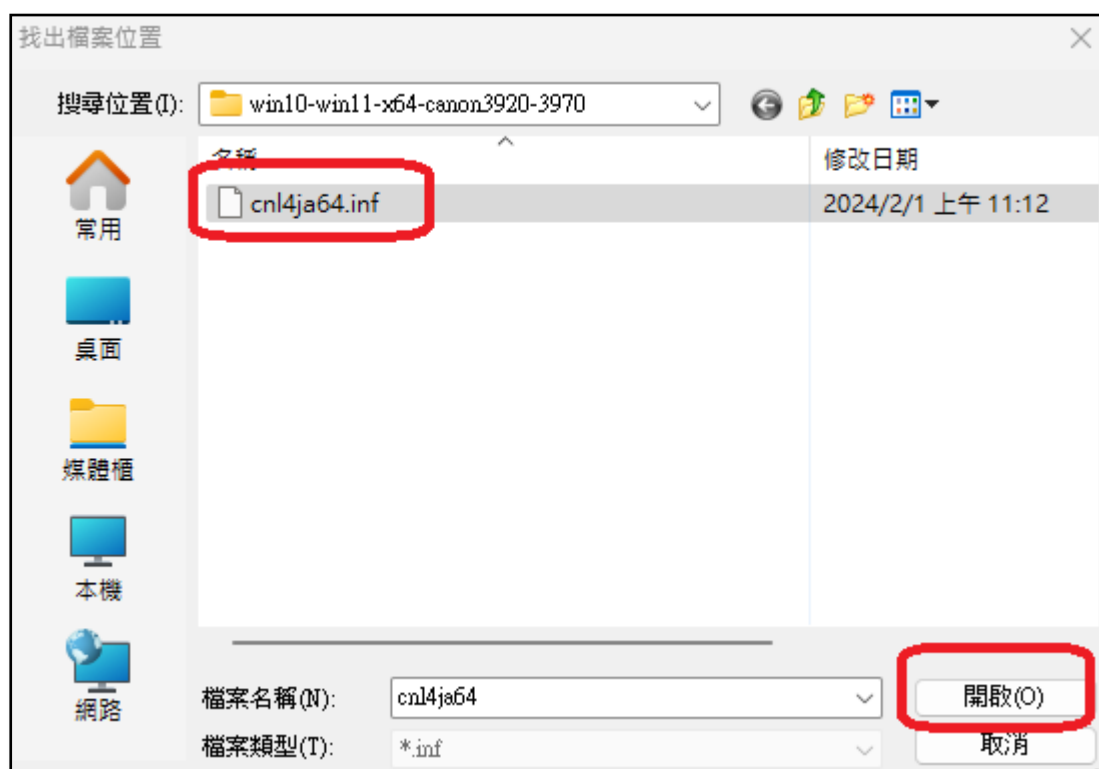 找出檔案位置
搜尋位置(I): win10-win11-x64-canon3920-3970
名稱 修改日期
cnl4ja64.inf 2024/2/1 上午 11:12
常用
桌面
媒體櫃
本機
網路
檔案名稱(N): cnl4ja64 開啟(O)
檔案類型(T): *.inf 取消